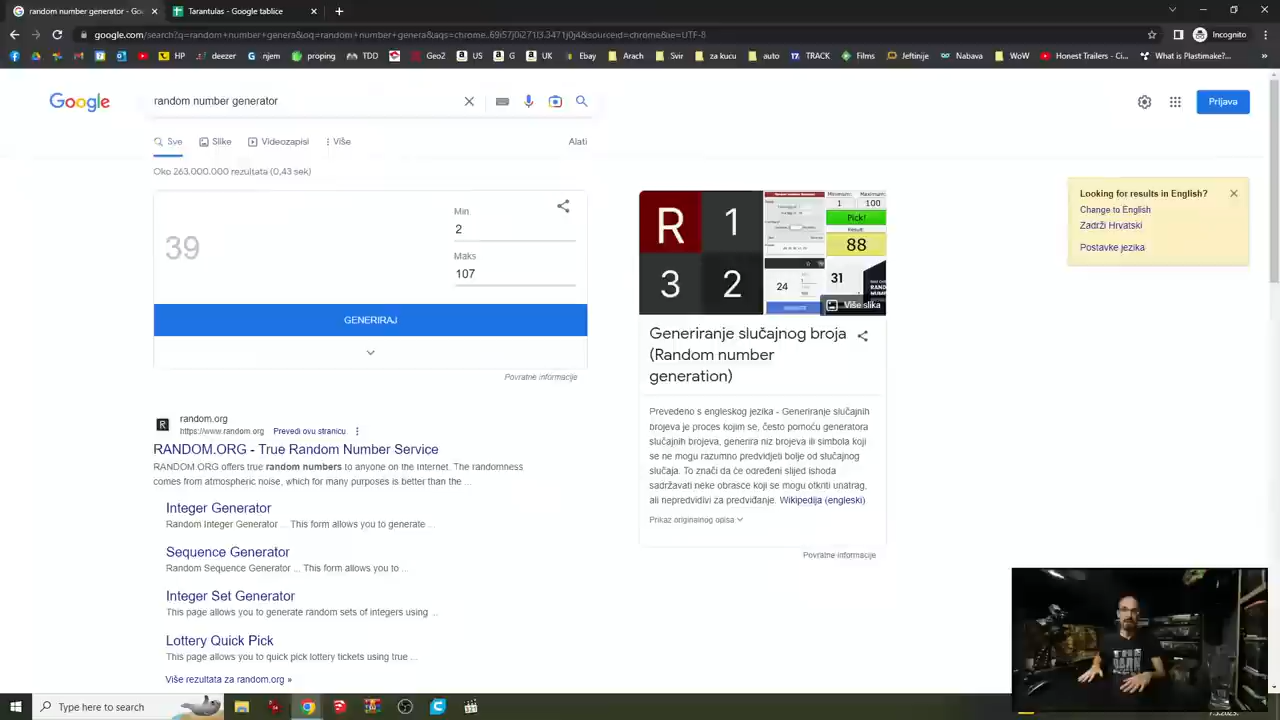 random number generator - Goo
Tarantulas - Google Tablice
google.com/search?q=random+number+genera&oq=random+number+genera&aqs=chrome..69i57j6i271l3.3471j0j4&sourceid=chrome&ie=UTF-8
Incognito
HP
deezer
G njem
proping
TDD
Geo2
US
G
UK
Ebay
Arach
Svir
za kucu
auto
TRACK
Films
Jeftinije
Nabava
WoW
Honest Trailers - Ci...
What is Plastimake?...
Google
random number generator
Prijava
Sve
Slike
Videozapisi
Više
Alati
Oko 263.000.000 rezultata (0,43 sek)
39
Min
2
Maks
107
GENERIRAJ
Povratne informacije
random.org
https://www.random.org
Prevedi ovu stranicu
RANDOM.ORG - True Random Number Service
RANDOM.ORG offers true random numbers to anyone on the Internet. The randomness
comes from atmospheric noise, which for many purposes is better than the ...
Integer Generator
Random Integer Generator ... This form allows you to generate ...
Sequence Generator
Random Sequence Generator ... This form allows you to ...
Integer Set Generator
This page allows you to generate random sets of integers using ...
Lottery Quick Pick
This page allows you to quick pick lottery tickets using true ...
Više rezultata za random.org »
R 1
3 2
Minimum: Maximum:
1 100
Pick!
Result:
88
24
31
Više slika
Generiranje slučajnog broja
(Random number
generation)
Prevedeno s engleskog jezika - Generiranje slučajnih
brojeva je proces kojim se, često pomoću generatora
slučajnih brojeva, generira niz brojeva ili simbola koji
se ne mogu razumno predvidjeti bolje od slučajnog
slučaja. To znači da će određeni slijed ishoda
sadržavati neke obrasce koji se mogu otkriti unatrag,
ali nepredvidivi za predviđanje. Wikipedija (engleski)
Prikaz originalnog opisa
Povratne informacije
Looking for results in English?
Change to English
Zadrži Hrvatski
Postavke jezika
Type here to search